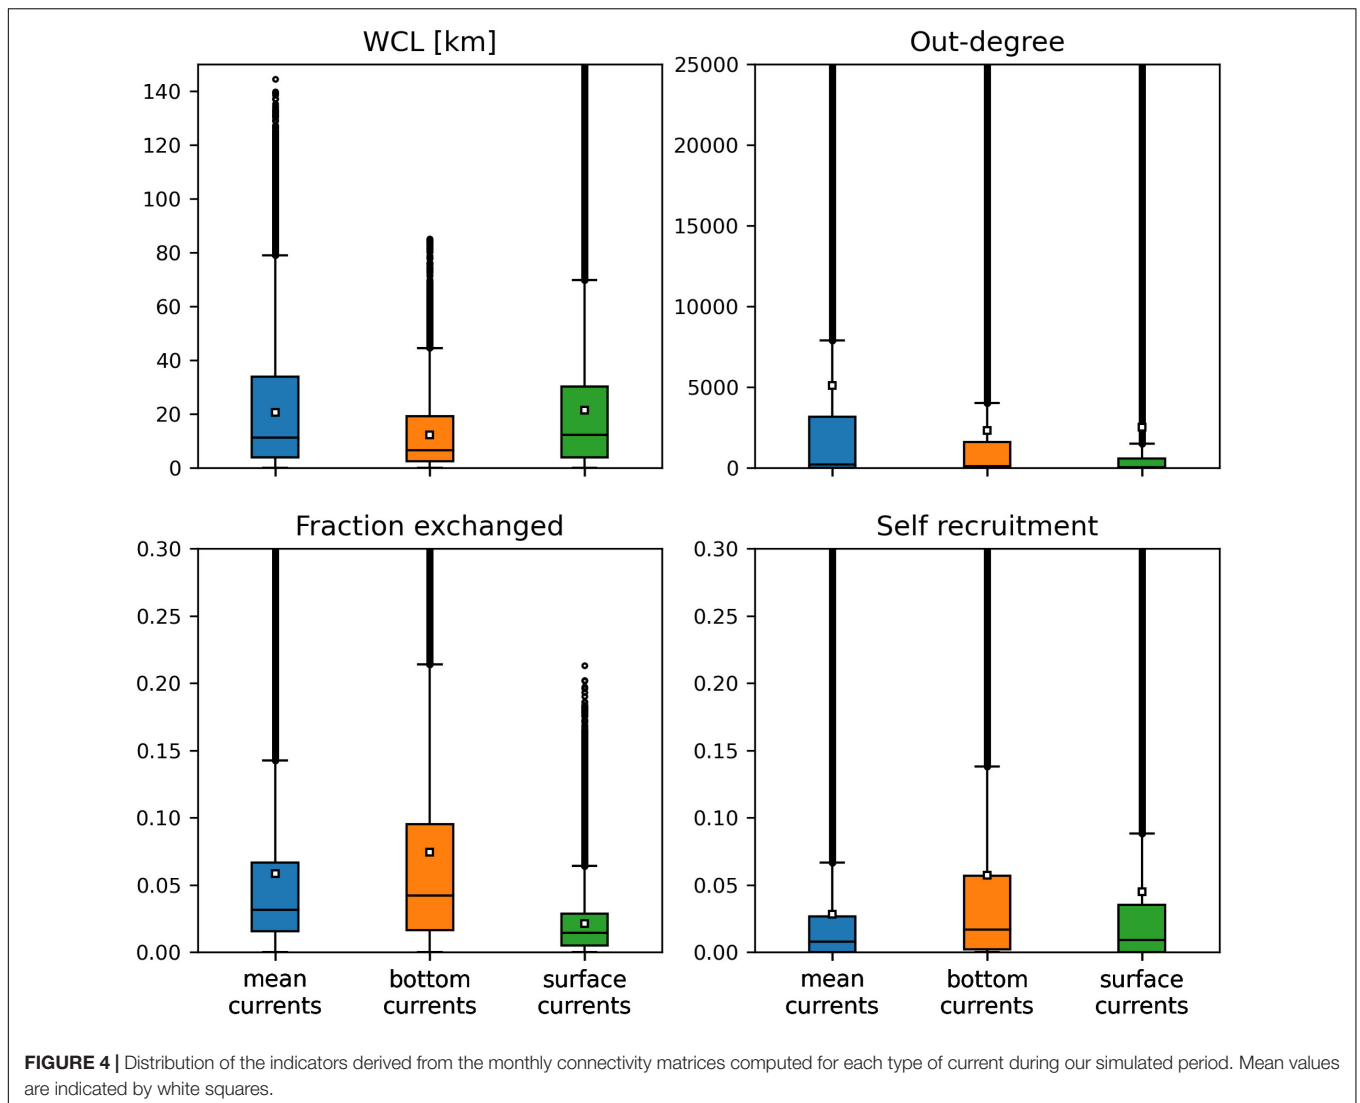 WCL [km]
140
120
100
80
60
40
20
0
Out-degree
25000
20000
15000
10000
5000
0
Fraction exchanged
0.30
0.25
0.20
0.15
0.10
0.05
0.00
mean currents
bottom currents
surface currents
Self recruitment
0.30
0.25
0.20
0.15
0.10
0.05
0.00
mean currents
bottom currents
surface currents
FIGURE 4 | Distribution of the indicators derived from the monthly connectivity matrices computed for each type of current during our simulated period. Mean values
are indicated by white squares.